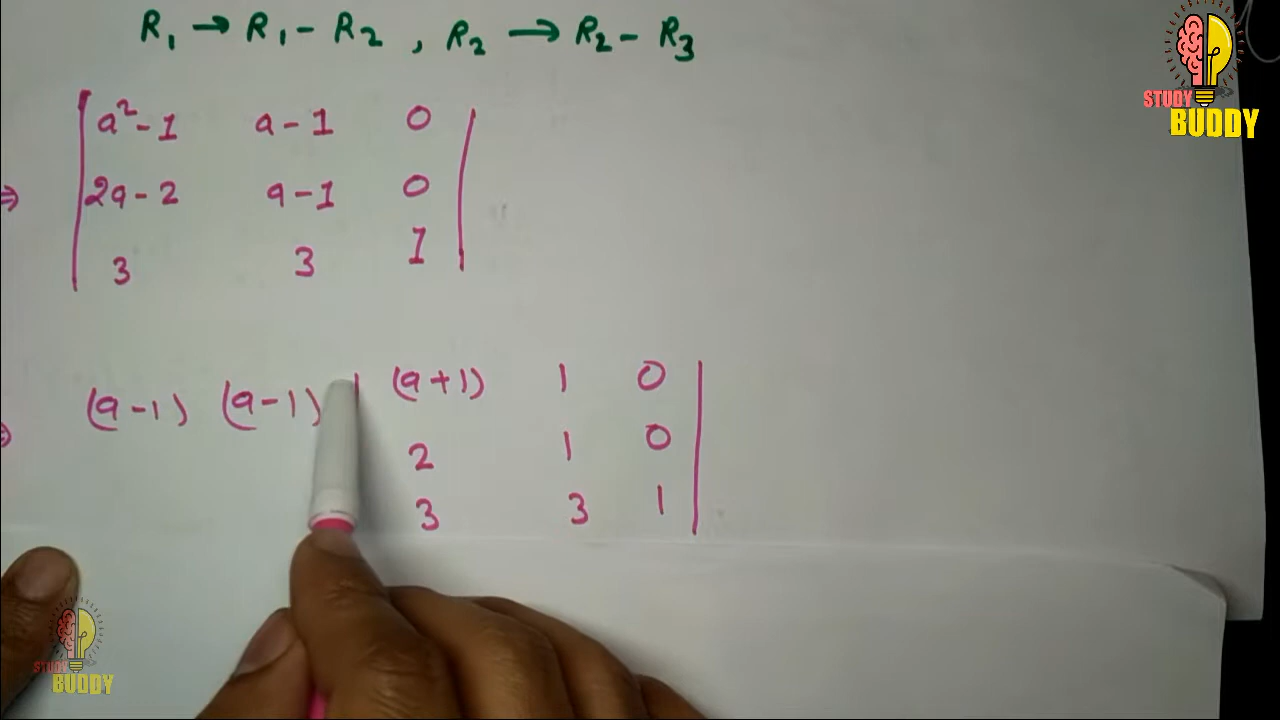 R₁ → R₁ - R₂ , R₂ → R₂ - R₃
STUDY
BUDDY
⇒ | a² - 1 a - 1 0 |
2a - 2 a - 1 0
3 3 1
⇒ (a - 1) (a - 1) | (a + 1) 1 0 |
2 1 0
3 3 1
STUDY
BUDDY